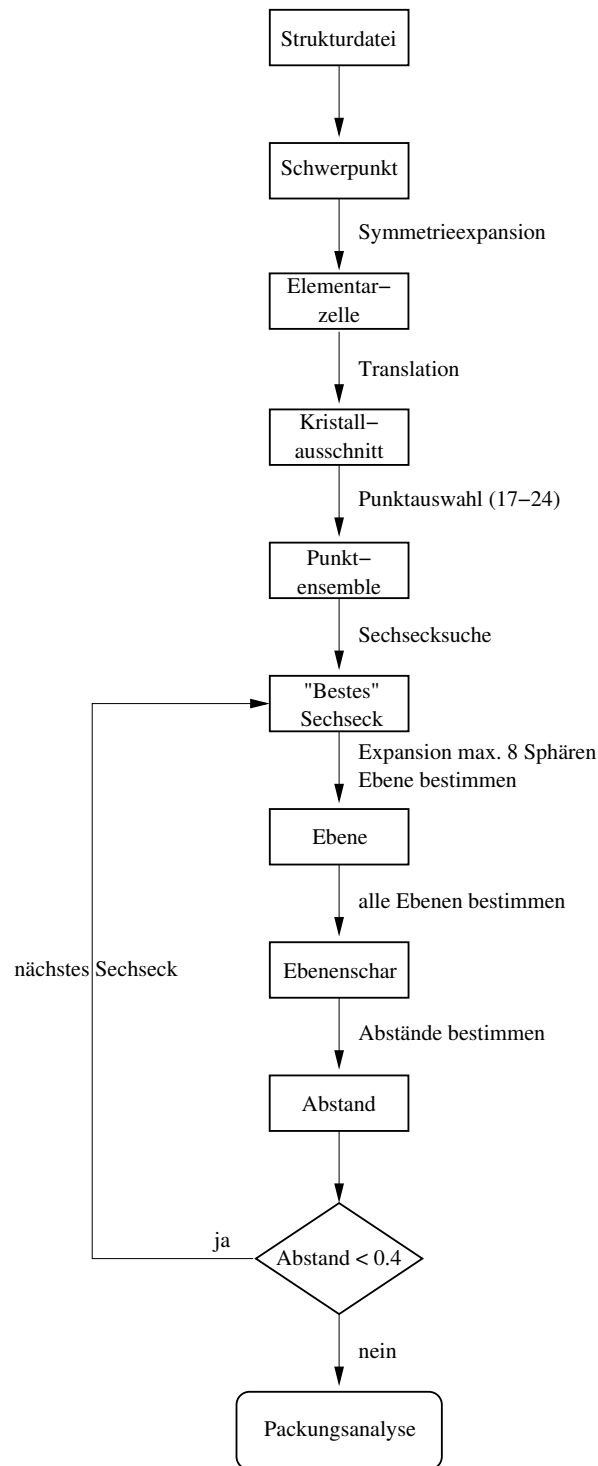 Strukturdatei
Schwerpunkt
Symmetrieexpansion
Elementar−
zelle
Translation
Kristall−
ausschnitt
Punktauswahl (17−24)
Punkt−
ensemble
Sechsecksuche
"Bestes"
Sechseck
Expansion max. 8 Sphären
Ebene bestimmen
Ebene
alle Ebenen bestimmen
nächstes Sechseck
Ebenenschar
Abstände bestimmen
Abstand
ja
Abstand < 0.4
nein
Packungsanalyse